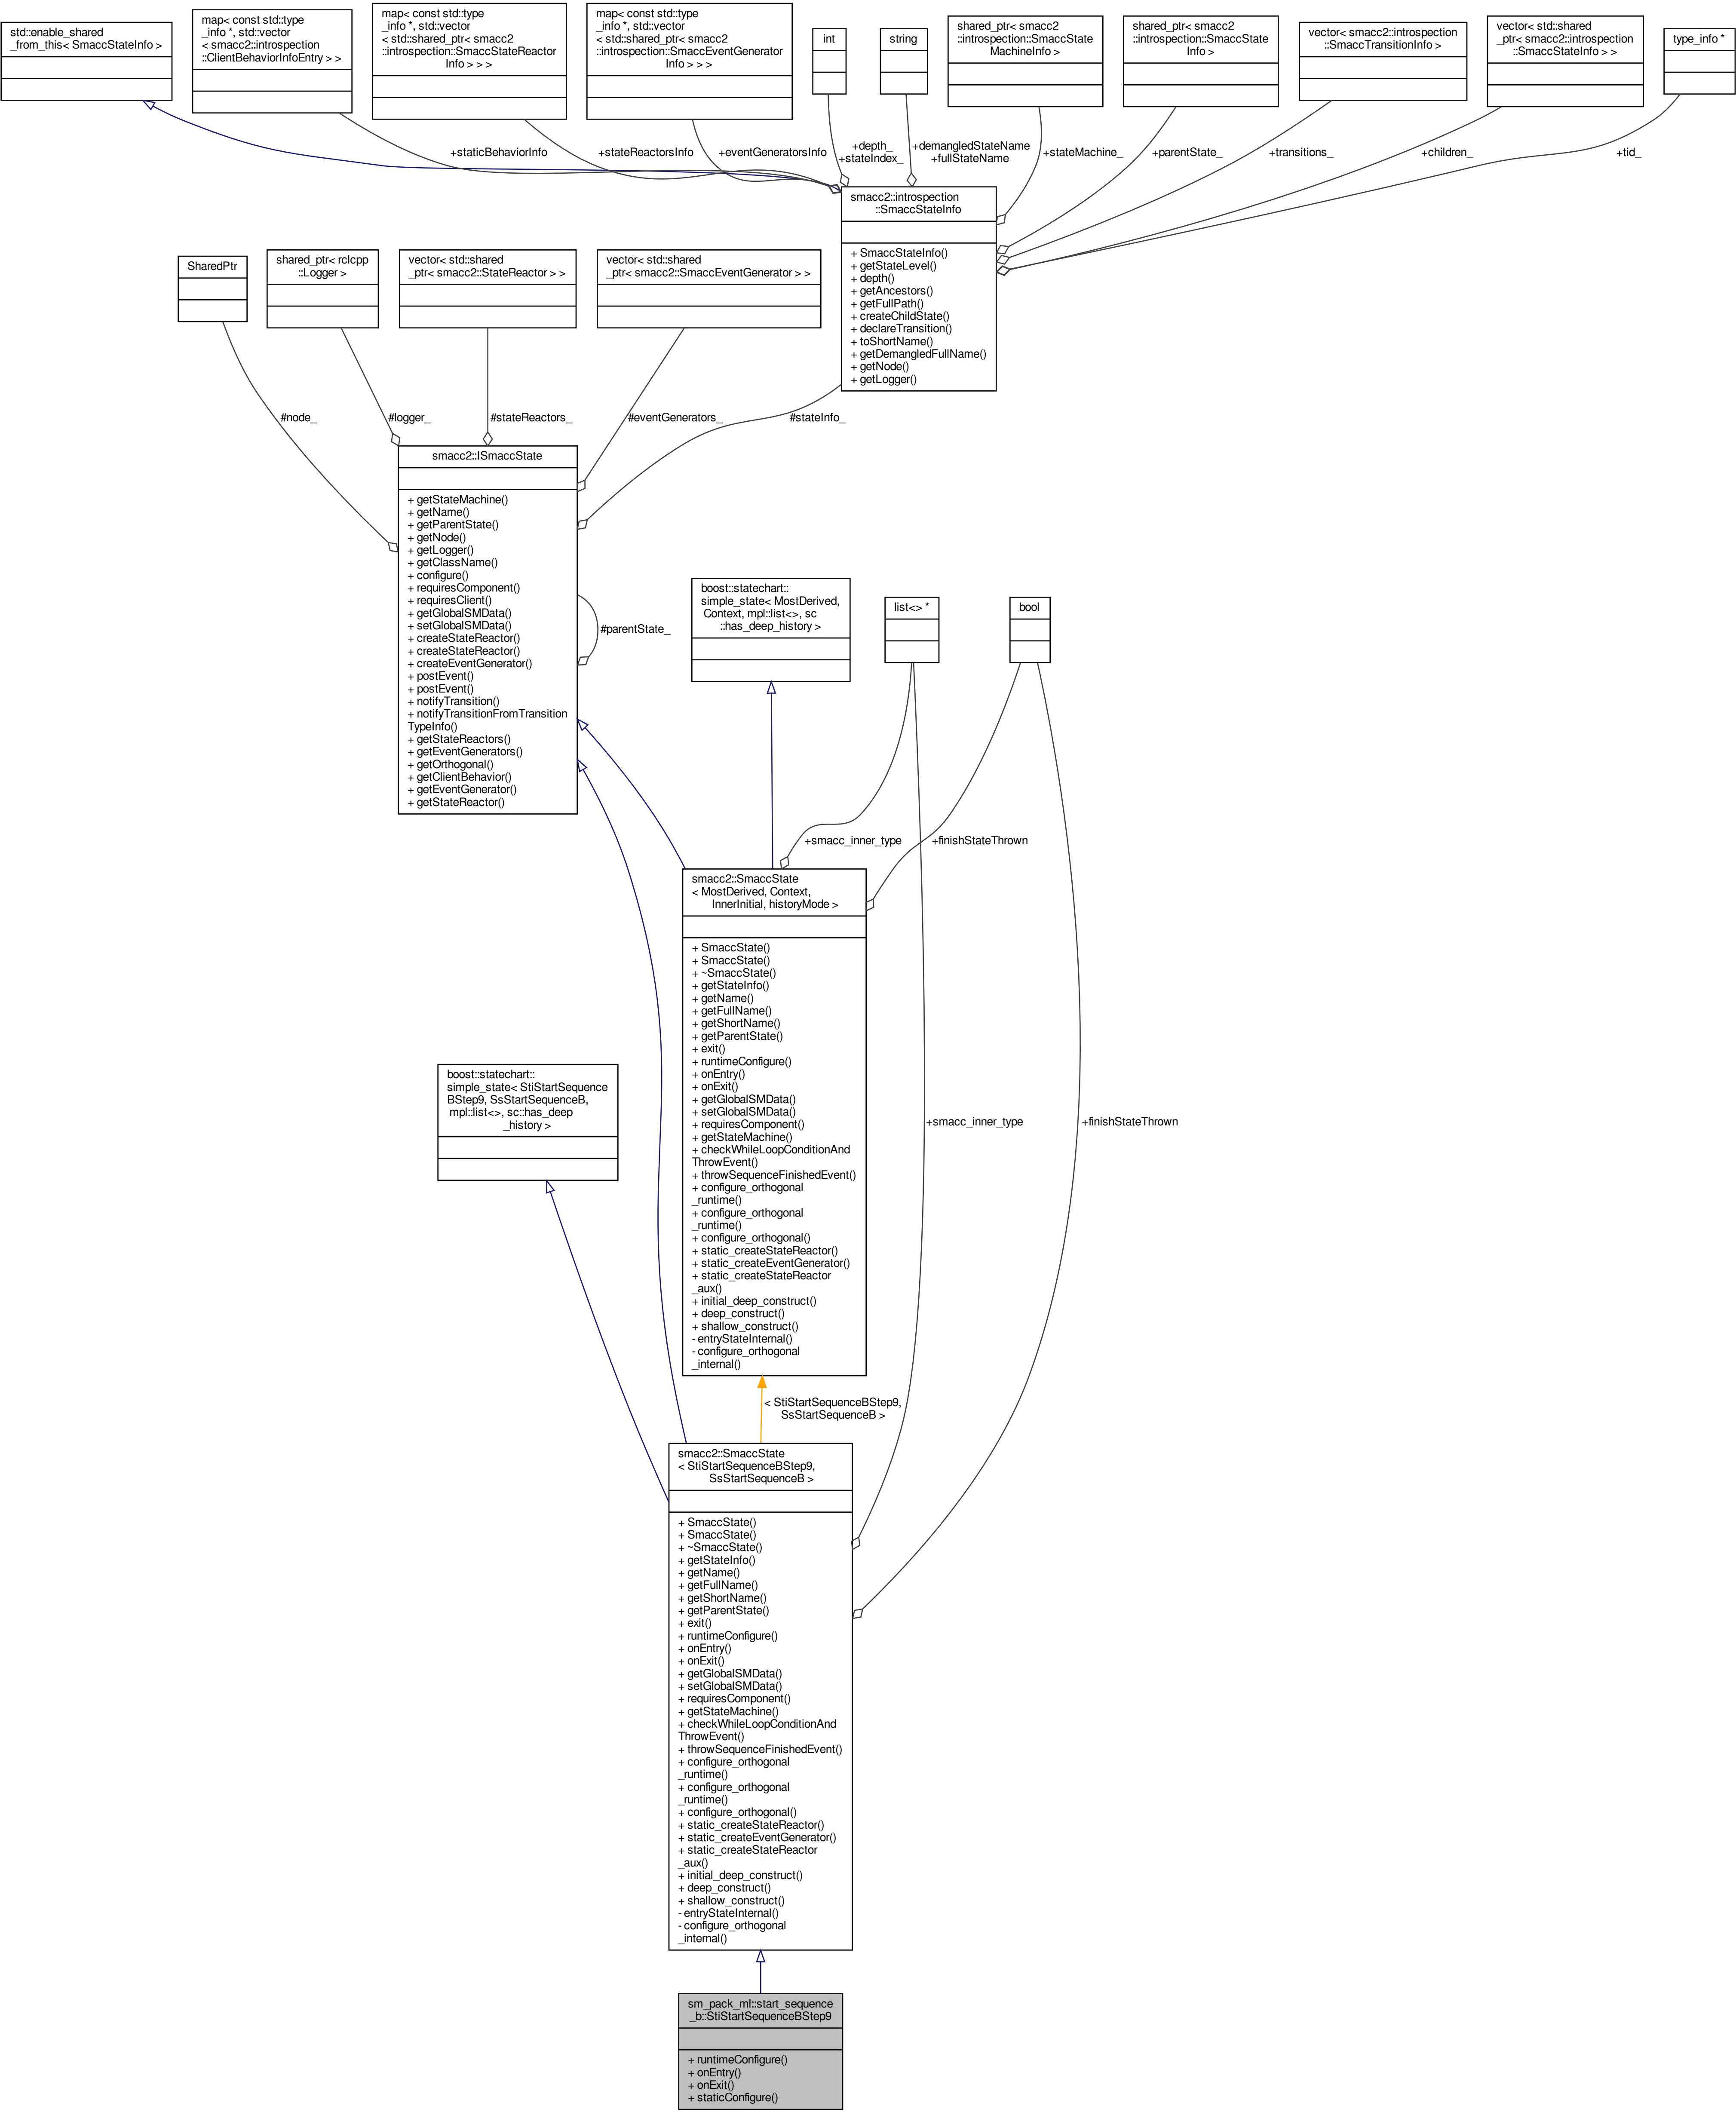 std::enable_shared
_from_this< SmaccStateInfo >
map< const std::type
_info *, std::vector
< smacc2::introspection
::ClientBehaviorInfoEntry > >
map< const std::type
_info *, std::vector
< std::shared_ptr< smacc2
::introspection::SmaccStateReactor
Info > > >
map< const std::type
_info *, std::vector
< std::shared_ptr< smacc2
::introspection::SmaccEventGenerator
Info > > >
int
string
shared_ptr< smacc2
::introspection::SmaccState
MachineInfo >
shared_ptr< smacc2
::introspection::SmaccState
Info >
vector< smacc2::introspection
::SmaccTransitionInfo >
vector< std::shared
_ptr< smacc2::introspection
::SmaccStateInfo > >
type_info *
+staticBehaviorInfo
+stateReactorsInfo
+eventGeneratorsInfo
+depth_
+stateIndex_
+demangledStateName
+fullStateName
+stateMachine_
+parentState_
+transitions_
+children_
+tid_
smacc2::introspection
::SmaccStateInfo
+ SmaccStateInfo()
+ getStateLevel()
+ depth()
+ getAncestors()
+ getFullPath()
+ createChildState()
+ declareTransition()
+ toShortName()
+ getDemangledFullName()
+ getNode()
+ getLogger()
SharedPtr
shared_ptr< rclcpp
::Logger >
vector< std::shared
_ptr< smacc2::StateReactor > >
vector< std::shared
_ptr< smacc2::SmaccEventGenerator > >
#node_
#logger_
#stateReactors_
#eventGenerators_
#stateInfo_
smacc2::ISmaccState
+ getStateMachine()
+ getName()
+ getParentState()
+ getNode()
+ getLogger()
+ getClassName()
+ configure()
+ requiresComponent()
+ requiresClient()
+ getGlobalSMData()
+ setGlobalSMData()
+ createStateReactor()
+ createStateReactor()
+ createEventGenerator()
+ postEvent()
+ postEvent()
+ notifyTransition()
+ notifyTransitionFromTransition
TypeInfo()
+ getStateReactors()
+ getEventGenerators()
+ getOrthogonal()
+ getClientBehavior()
+ getEventGenerator()
+ getStateReactor()
#parentState_
boost::statechart::
simple_state< MostDerived,
Context, mpl::list<>, sc
::has_deep_history >
list<> *
bool
+smacc_inner_type
+finishStateThrown
smacc2::SmaccState
< MostDerived, Context,
InnerInitial, historyMode >
+ SmaccState()
+ SmaccState()
+ ~SmaccState()
+ getStateInfo()
+ getName()
+ getFullName()
+ getShortName()
+ getParentState()
+ exit()
+ runtimeConfigure()
+ onEntry()
+ onExit()
+ getGlobalSMData()
+ setGlobalSMData()
+ requiresComponent()
+ getStateMachine()
+ checkWhileLoopConditionAnd
ThrowEvent()
+ throwSequenceFinishedEvent()
+ configure_orthogonal
_runtime()
+ configure_orthogonal
_runtime()
+ configure_orthogonal()
+ static_createStateReactor()
+ static_createEventGenerator()
+ static_createStateReactor
_aux()
+ initial_deep_construct()
+ deep_construct()
+ shallow_construct()
- entryStateInternal()
- configure_orthogonal
_internal()
boost::statechart::
simple_state< StiStartSequence
BStep9, SsStartSequenceB,
mpl::list<>, sc::has_deep
_history >
+smacc_inner_type
+finishStateThrown
< StiStartSequenceBStep9,
SsStartSequenceB >
smacc2::SmaccState
< StiStartSequenceBStep9,
SsStartSequenceB >
+ SmaccState()
+ SmaccState()
+ ~SmaccState()
+ getStateInfo()
+ getName()
+ getFullName()
+ getShortName()
+ getParentState()
+ exit()
+ runtimeConfigure()
+ onEntry()
+ onExit()
+ getGlobalSMData()
+ setGlobalSMData()
+ requiresComponent()
+ getStateMachine()
+ checkWhileLoopConditionAnd
ThrowEvent()
+ throwSequenceFinishedEvent()
+ configure_orthogonal
_runtime()
+ configure_orthogonal
_runtime()
+ configure_orthogonal()
+ static_createStateReactor()
+ static_createEventGenerator()
+ static_createStateReactor
_aux()
+ initial_deep_construct()
+ deep_construct()
+ shallow_construct()
- entryStateInternal()
- configure_orthogonal
_internal()
sm_pack_ml::start_sequence
_b::StiStartSequenceBStep9
+ runtimeConfigure()
+ onEntry()
+ onExit()
+ staticConfigure()